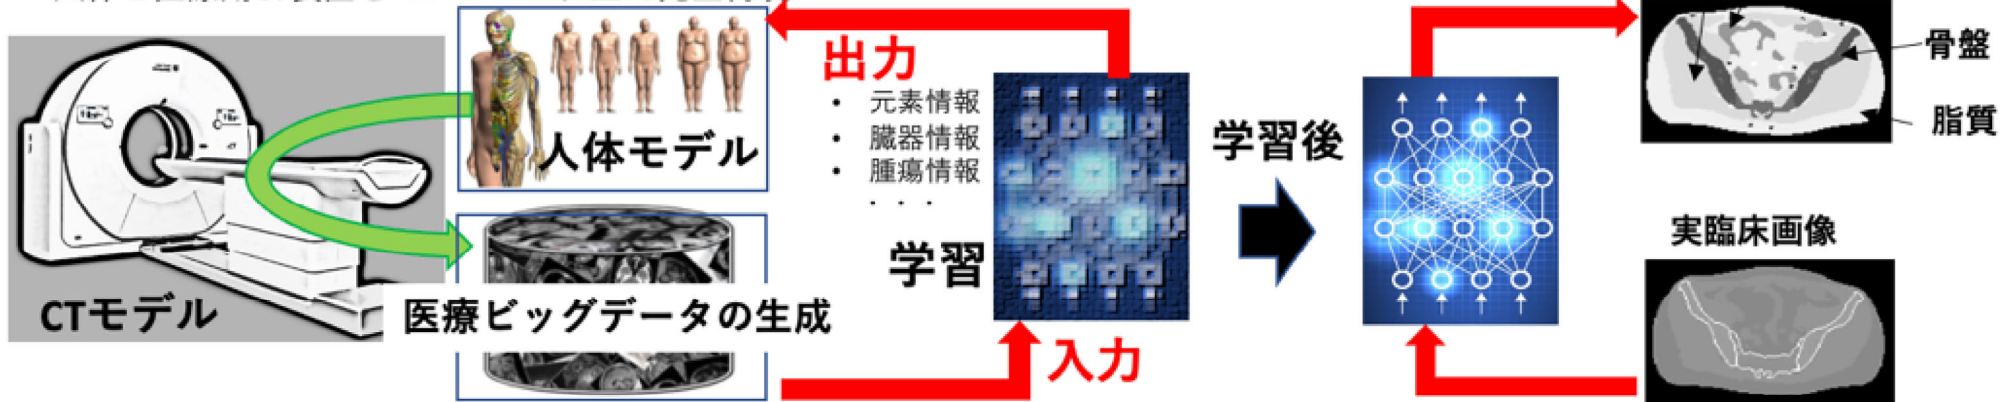 人体モデル
CTモデル
医療ビッグデータの生成
出力
• 元素情報
• 臓器情報
• 腫瘍情報
・・・
学習
入力
学習後
骨盤
脂質
実臨床画像